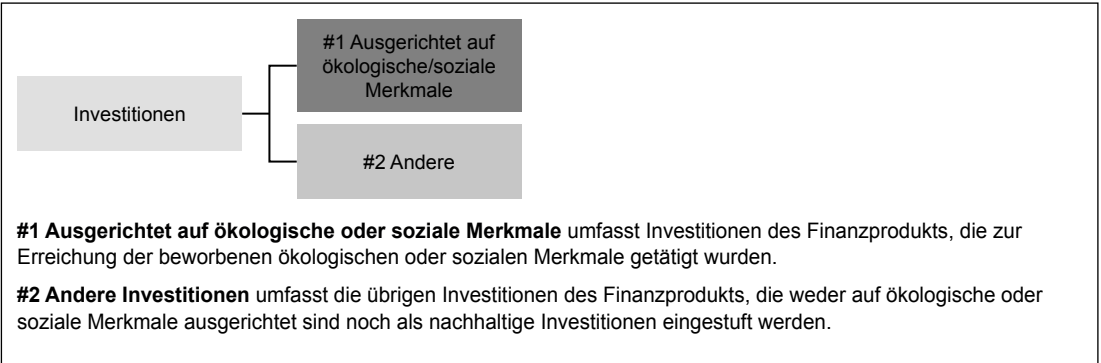 #1 Ausgerichtet auf
ökologische/soziale
Merkmale
Investitionen
#2 Andere
#1 Ausgerichtet auf ökologische oder soziale Merkmale umfasst Investitionen des Finanzprodukts, die zur
Erreichung der beworbenen ökologischen oder sozialen Merkmale getätigt wurden.
#2 Andere Investitionen umfasst die übrigen Investitionen des Finanzprodukts, die weder auf ökologische oder
soziale Merkmale ausgerichtet sind noch als nachhaltige Investitionen eingestuft werden.